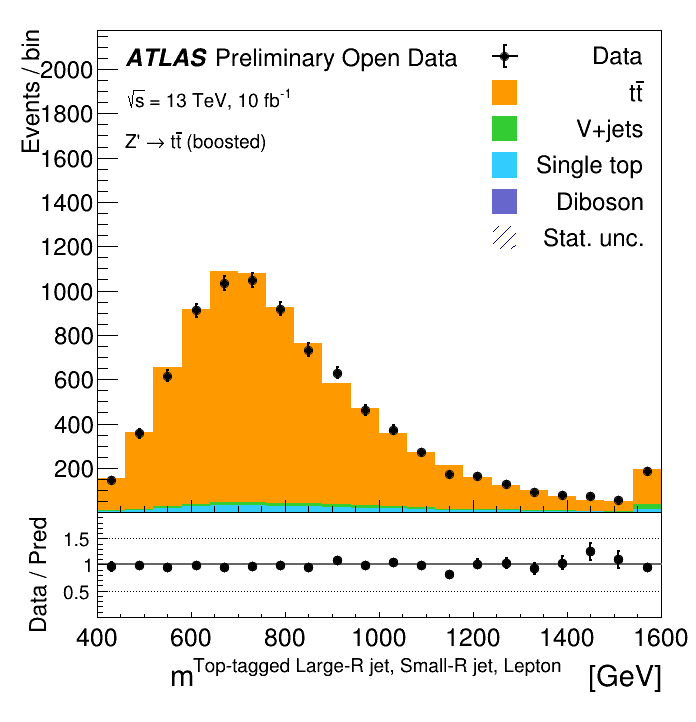 ATLAS Preliminary Open Data
√s = 13 TeV, 10 fb⁻¹
Z' → tt̄ (boosted)
Data
tt̄
V+jets
Single top
Diboson
Stat. unc.
Events / bin
2000
1800
1600
1400
1200
1000
800
600
400
200
Data / Pred
1.5
1
0.5
400 600 800 1000 1200 1400 1600
m^Top-tagged Large-R jet, Small-R jet, Lepton [GeV]